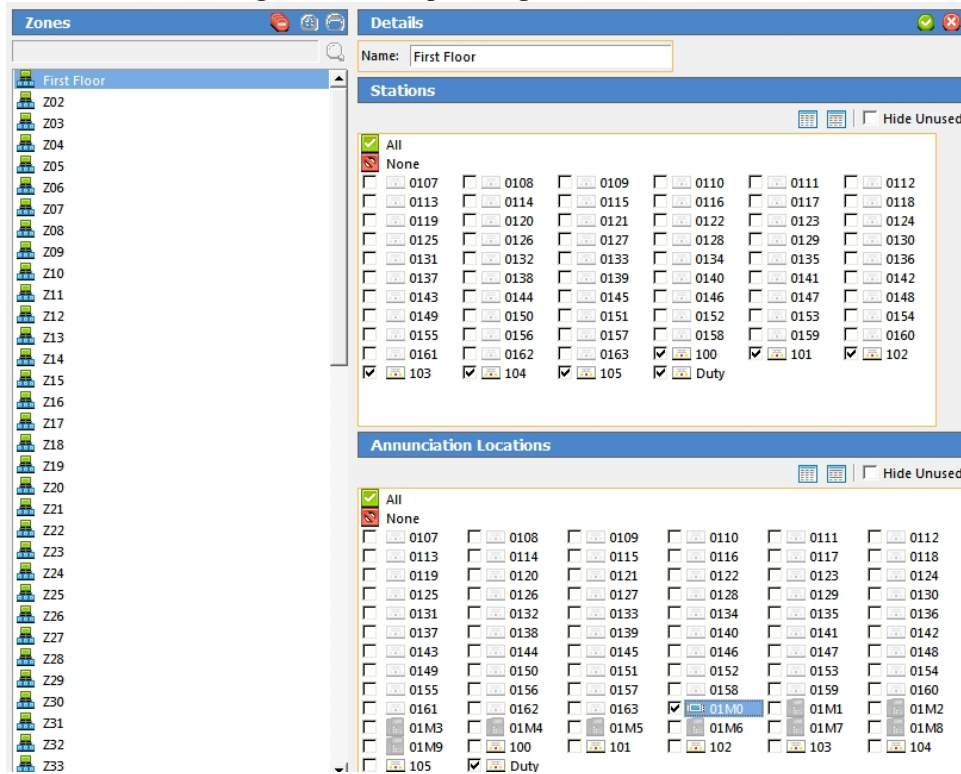 Zones
First Floor
Z02
Z03
Z04
Z05
Z06
Z07
Z08
Z09
Z10
Z11
Z12
Z13
Z14
Z15
Z16
Z17
Z18
Z19
Z20
Z21
Z22
Z23
Z24
Z25
Z26
Z27
Z28
Z29
Z30
Z31
Z32
Z33
Details
Name: First Floor
Stations
Hide Unused
All
None
0107 0108 0109 0110 0111 0112
0113 0114 0115 0116 0117 0118
0119 0120 0121 0122 0123 0124
0125 0126 0127 0128 0129 0130
0131 0132 0133 0134 0135 0136
0137 0138 0139 0140 0141 0142
0143 0144 0145 0146 0147 0148
0149 0150 0151 0152 0153 0154
0155 0156 0157 0158 0159 0160
0161 0162 0163 100 101 102
103 104 105 Duty
Annunciation Locations
Hide Unused
All
None
0107 0108 0109 0110 0111 0112
0113 0114 0115 0116 0117 0118
0119 0120 0121 0122 0123 0124
0125 0126 0127 0128 0129 0130
0131 0132 0133 0134 0135 0136
0137 0138 0139 0140 0141 0142
0143 0144 0145 0146 0147 0148
0149 0150 0151 0152 0153 0154
0155 0156 0157 0158 0159 0160
0161 0162 0163 01M0 01M1 01M2
01M3 01M4 01M5 01M6 01M7 01M8
01M9 100 101 102 103 104
105 Duty